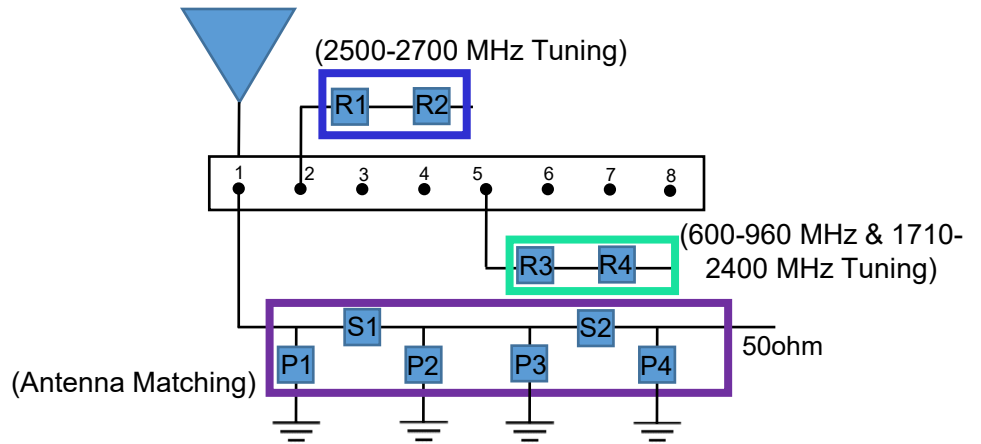 (2500-2700 MHz Tuning)
R1 R2
1 2 3 4 5 6 7 8
(600-960 MHz & 1710-
2400 MHz Tuning)
R3 R4
S1 S2
50ohm
P1 P2 P3 P4
(Antenna Matching)